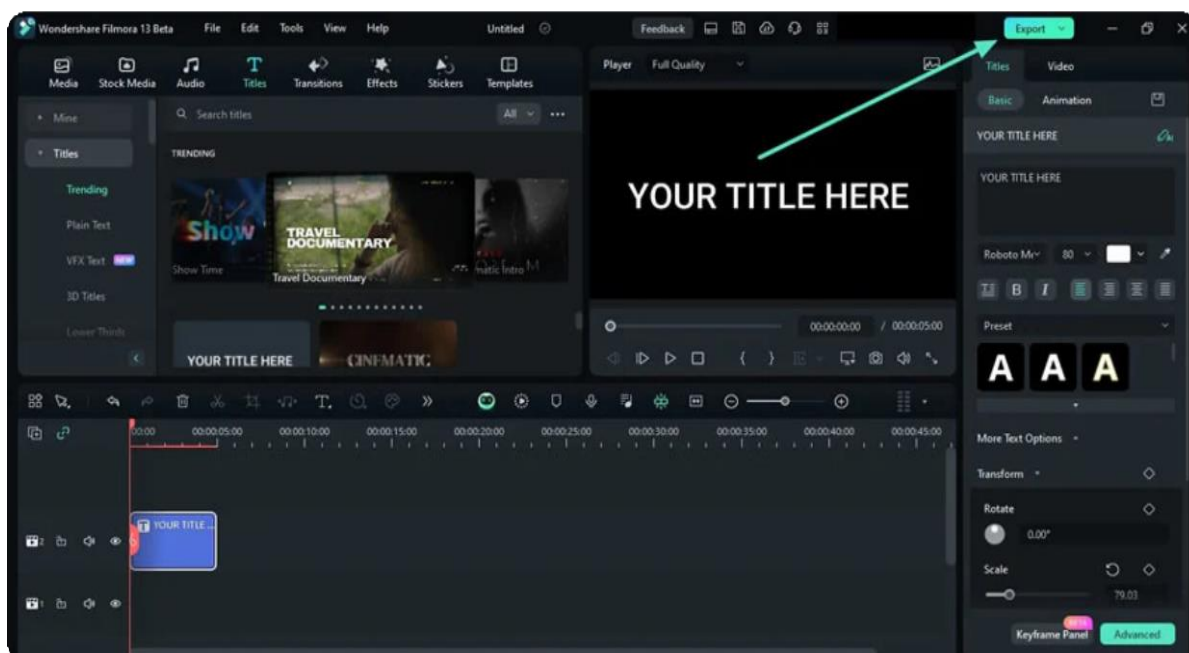 Wondershare Filmora 13 Beta File Edit Tools View Help Untitled Feedback Export
Media Stock Media Audio Titles Transitions Effects Stickers Templates
Player Full Quality
Titles Video
Mine
Search titles
All
Basic Animation
Titles
TRENDING
YOUR TITLE HERE
Trending
Plain Text
VFX Text NEW
3D Titles
Lower Thirds
Show
Show Time
TRAVEL
DOCUMENTARY
Travel Documentary
matic Intro
YOUR TITLE HERE
CINEMATIC
YOUR TITLE HERE
00:00:00:00 / 00:00:05:00
YOUR TITLE HERE
Roboto Me 80
B I
Preset
A A A
More Text Options
Transform
Rotate
0.00°
Scale
79.03
BETA
Keyframe Panel Advanced
00:00 00:00:05:00 00:00:10:00 00:00:15:00 00:00:20:00 00:00:25:00 00:00:30:00 00:00:35:00 00:00:40:00 00:00:45:00
YOUR TITLE ...
2
1